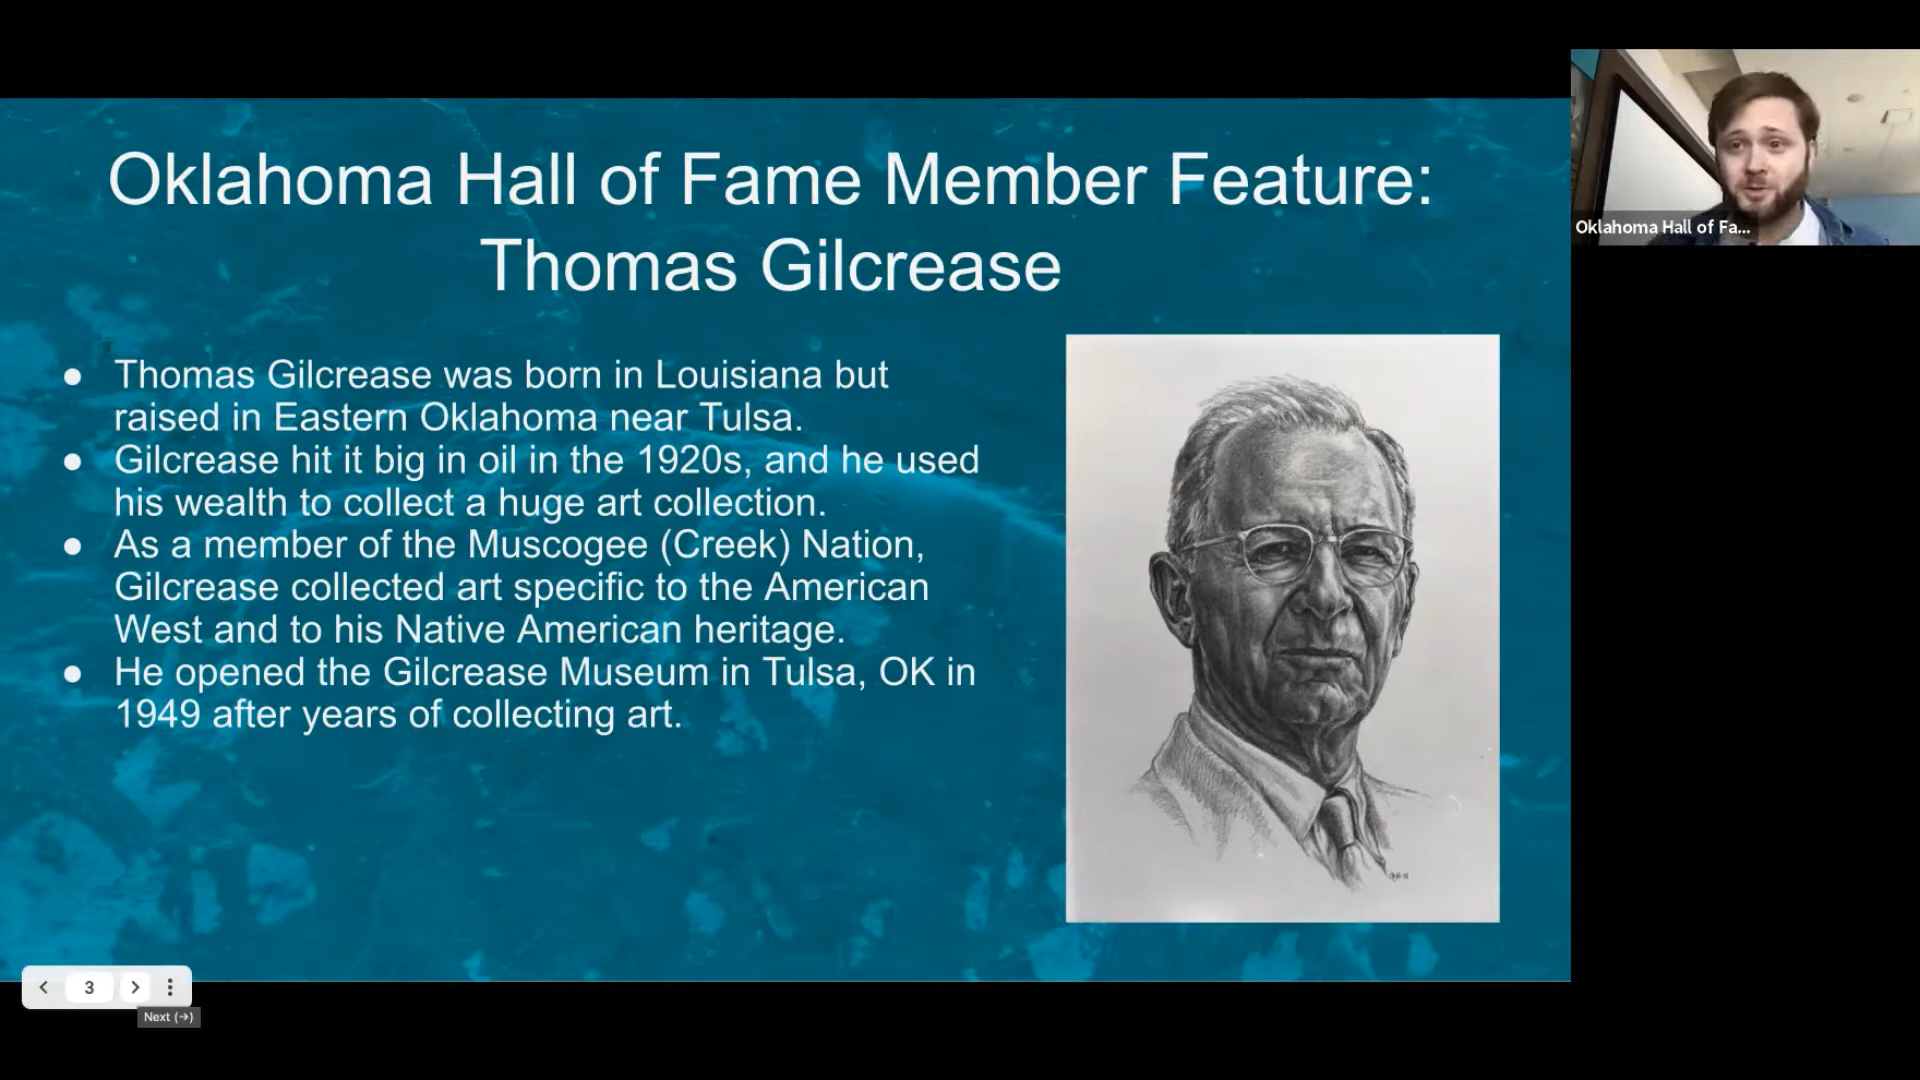 Oklahoma Hall of Fame Member Feature:
Thomas Gilcrease
● Thomas Gilcrease was born in Louisiana but
raised in Eastern Oklahoma near Tulsa.
● Gilcrease hit it big in oil in the 1920s, and he used
his wealth to collect a huge art collection.
● As a member of the Muscogee (Creek) Nation,
Gilcrease collected art specific to the American
West and to his Native American heritage.
● He opened the Gilcrease Museum in Tulsa, OK in
1949 after years of collecting art.
Oklahoma Hall of Fa...
3
Next (→)